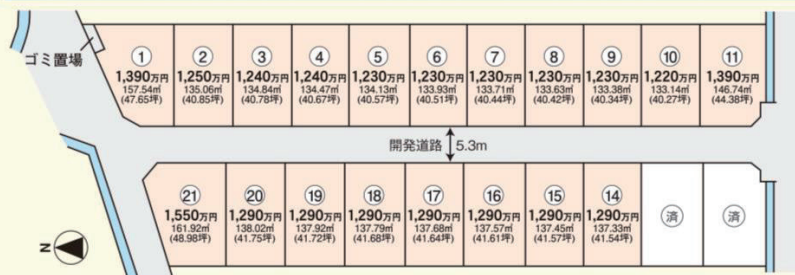 ゴミ置場
①
1,390万円
157.54㎡
(47.65坪)
②
1,250万円
135.06㎡
(40.85坪)
③
1,240万円
134.84㎡
(40.78坪)
④
1,240万円
134.47㎡
(40.67坪)
⑤
1,230万円
134.13㎡
(40.57坪)
⑥
1,230万円
133.93㎡
(40.51坪)
⑦
1,230万円
133.71㎡
(40.44坪)
⑧
1,230万円
133.63㎡
(40.42坪)
⑨
1,230万円
133.38㎡
(40.34坪)
⑩
1,220万円
133.14㎡
(40.27坪)
⑪
1,390万円
146.74㎡
(44.38坪)
開発道路 5.3m
㉑
1,550万円
161.92㎡
(48.98坪)
⑳
1,290万円
138.02㎡
(41.75坪)
⑲
1,290万円
137.92㎡
(41.72坪)
⑱
1,290万円
137.79㎡
(41.68坪)
⑰
1,290万円
137.68㎡
(41.64坪)
⑯
1,290万円
137.57㎡
(41.61坪)
⑮
1,290万円
137.45㎡
(41.57坪)
⑭
1,290万円
137.33㎡
(41.54坪)
済
済
N